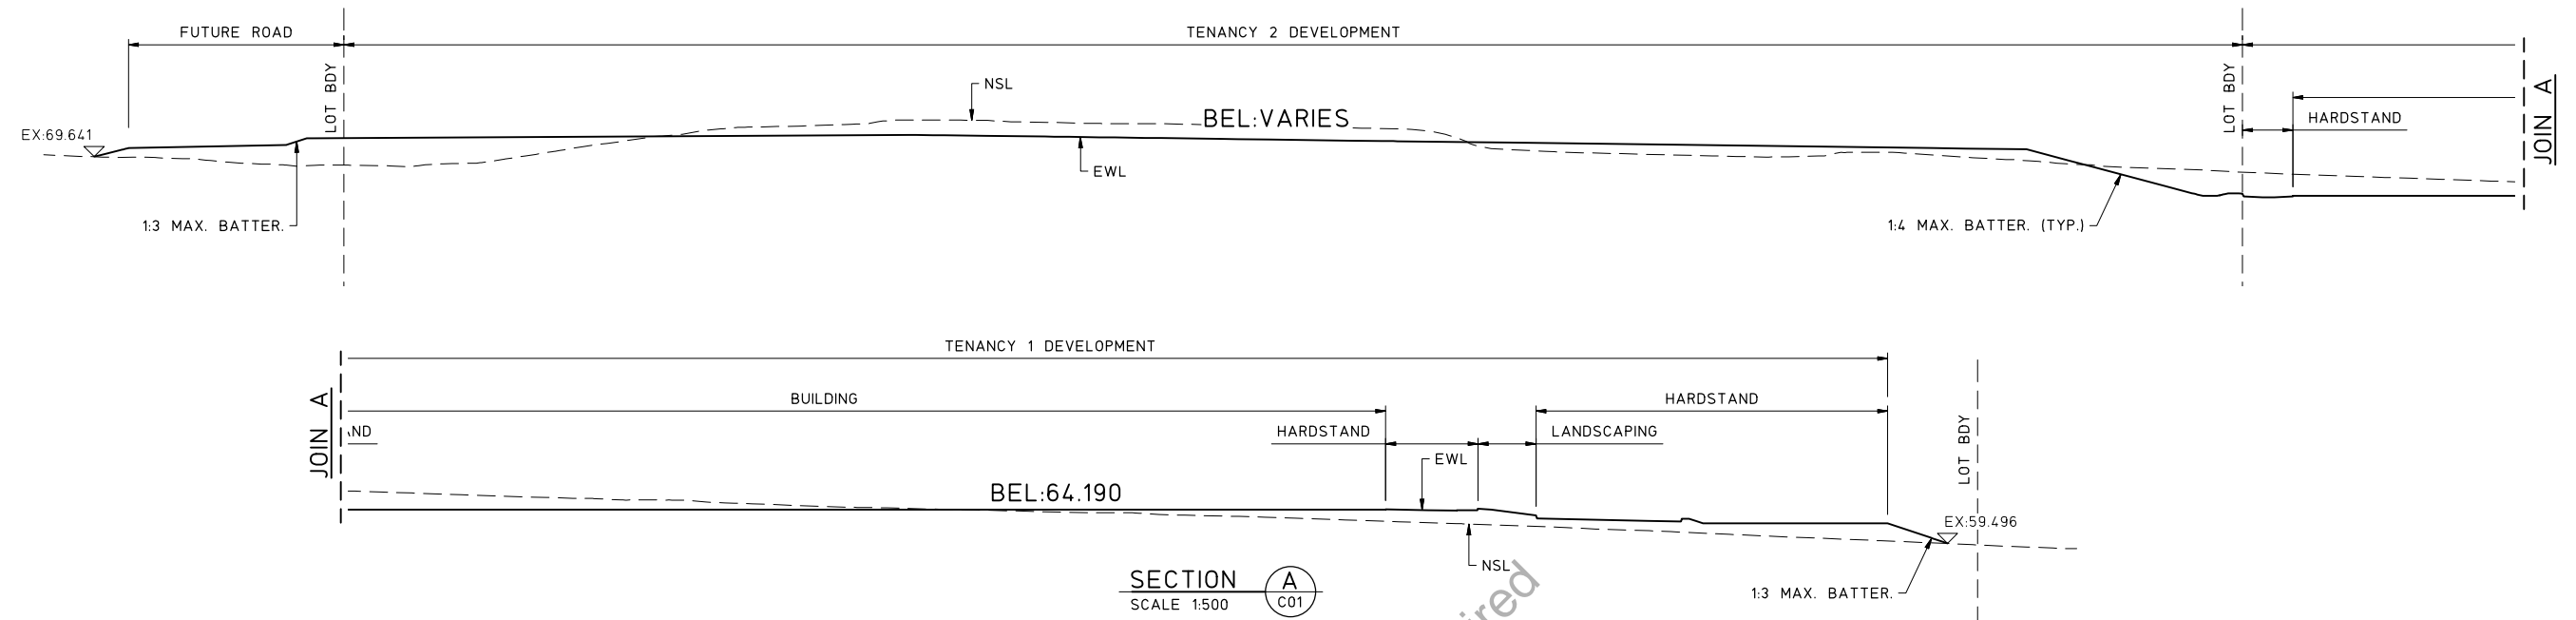 FUTURE ROAD
TENANCY 2 DEVELOPMENT
LOT BDY
LOT BDY
JOIN A
NSL
HARDSTAND
BEL:VARIES
EX:69.641
EWL
1:3 MAX. BATTER.
1:4 MAX. BATTER. (TYP.)
TENANCY 1 DEVELOPMENT
JOIN A
BUILDING
HARDSTAND
LOT BDY
HARDSTAND
LANDSCAPING
EWL
BEL:64.190
EX:59.496
NSL
SECTION
A
C01
SCALE 1:500
1:3 MAX. BATTER.